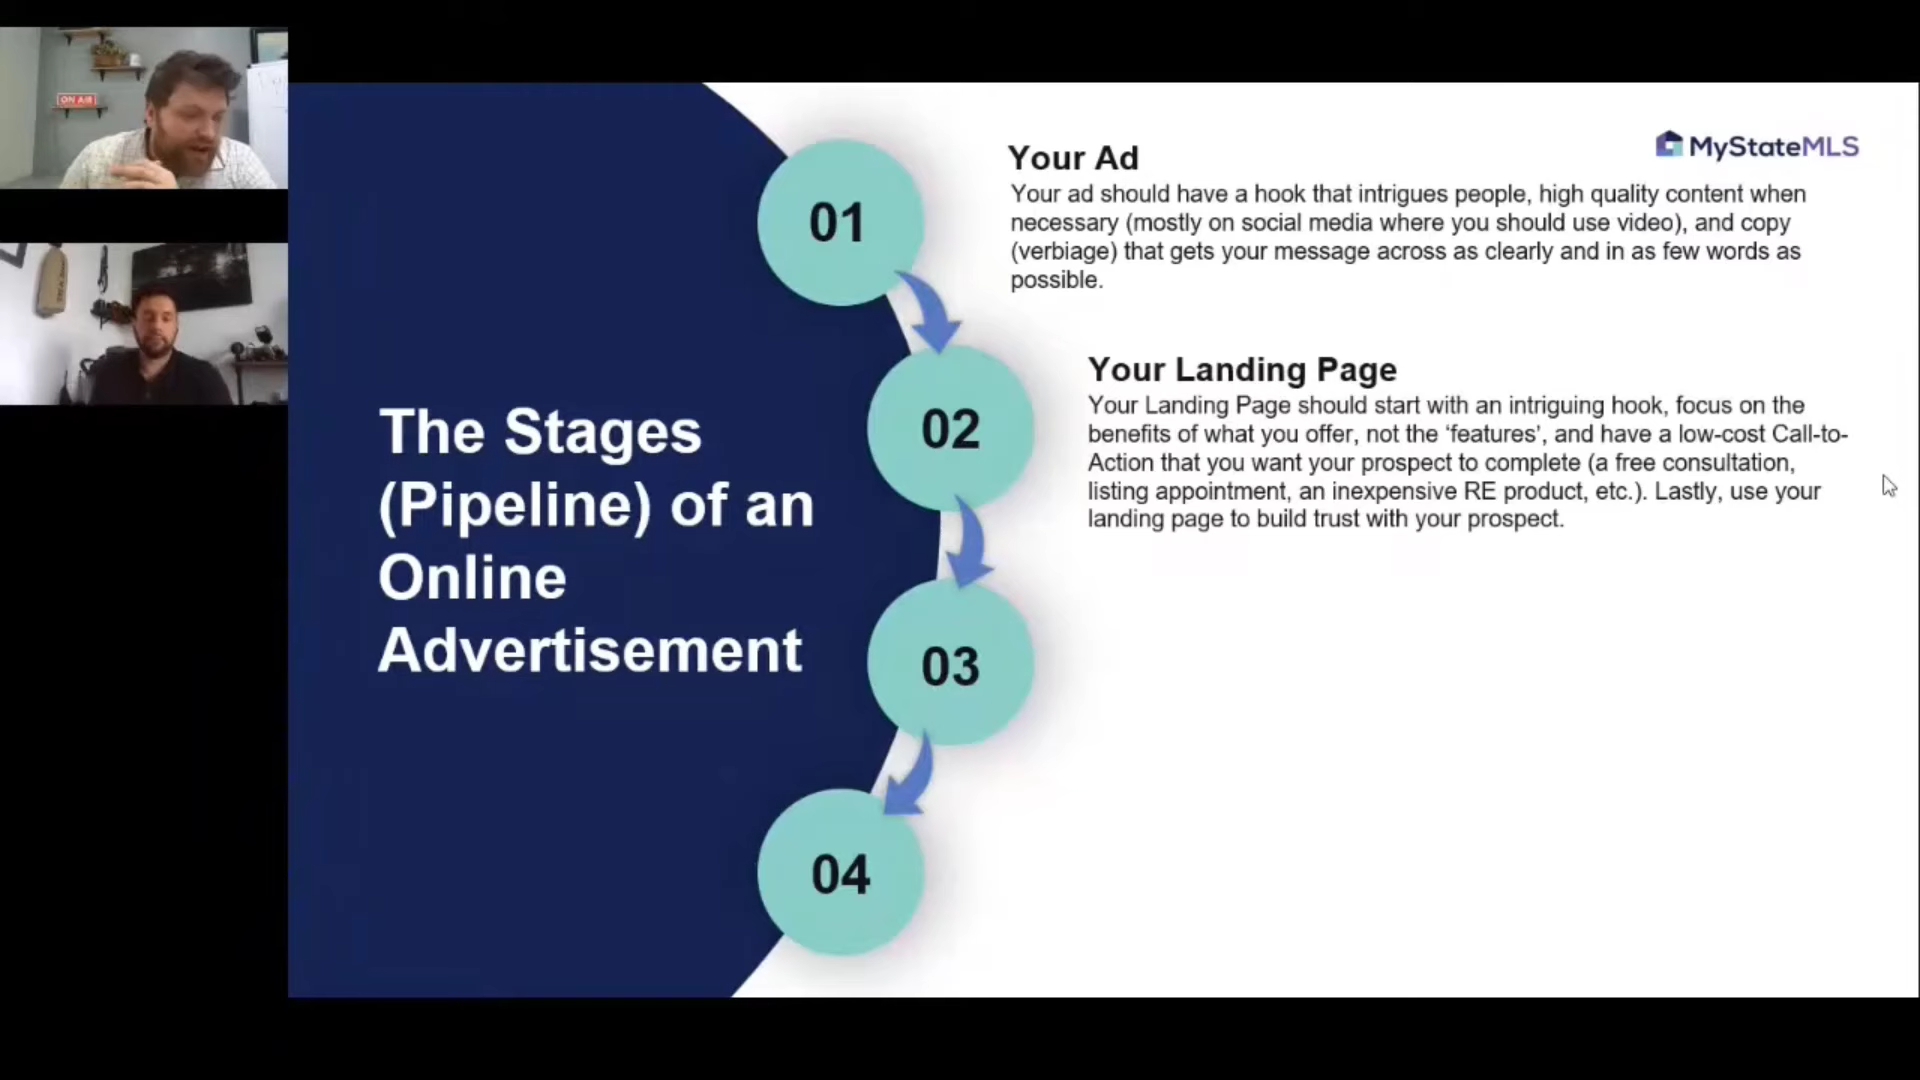 ON AIR
MyStateMLS
The Stages
(Pipeline) of an
Online
Advertisement
01
Your Ad
Your ad should have a hook that intrigues people, high quality content when
necessary (mostly on social media where you should use video), and copy
(verbiage) that gets your message across as clearly and in as few words as
possible.
02
Your Landing Page
Your Landing Page should start with an intriguing hook, focus on the
benefits of what you offer, not the ‘features’, and have a low-cost Call-to-
Action that you want your prospect to complete (a free consultation,
listing appointment, an inexpensive RE product, etc.). Lastly, use your
landing page to build trust with your prospect.
03
04